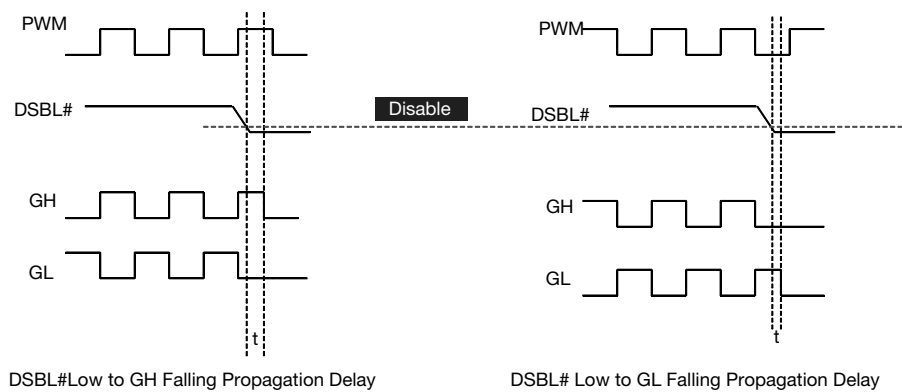 PWM
DSBL#
GH
GL
t
DSBL#Low to GH Falling Propagation Delay
Disable
PWM
DSBL#
GH
GL
t
DSBL# Low to GL Falling Propagation Delay